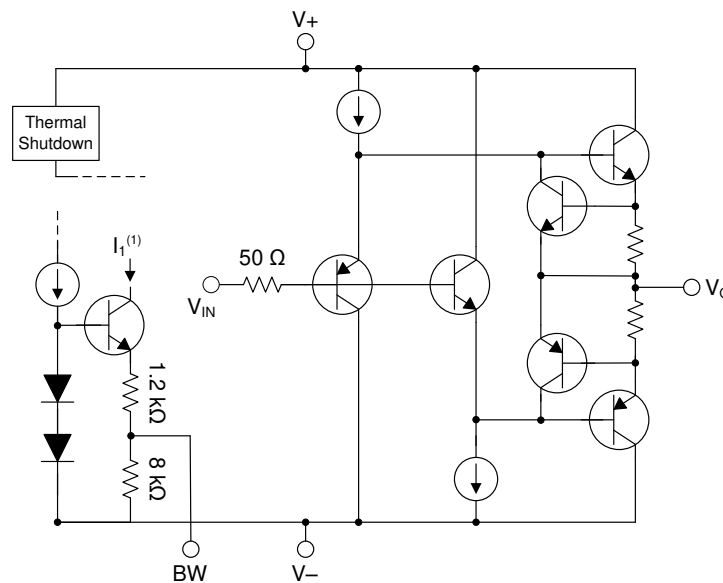 V+
Thermal
Shutdown
I1(1)
50 Ω
VIN
1.2 kΩ
8 kΩ
BW
V–